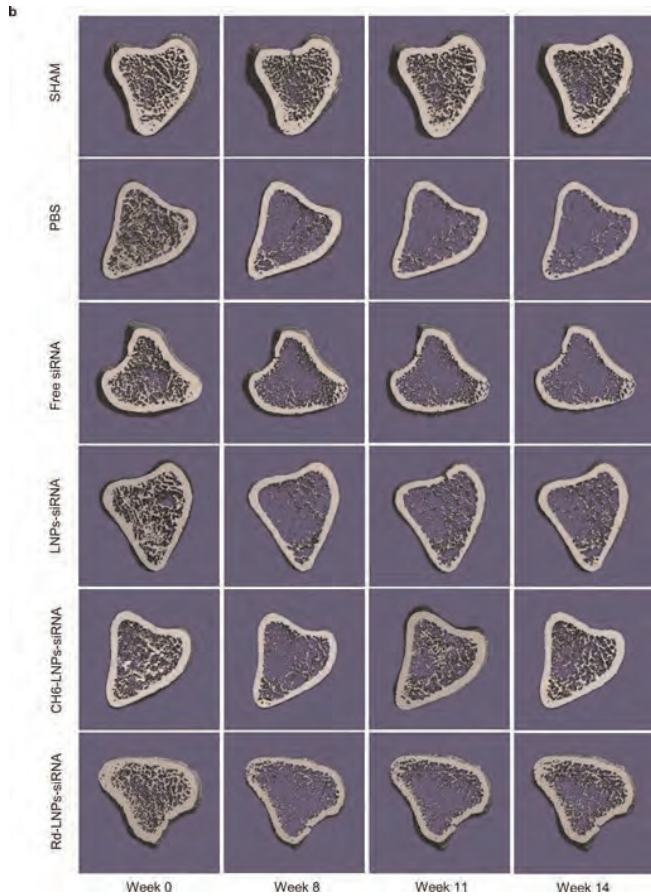 b
SHAM
PBS
Free siRNA
LNPs-siRNA
CH6-LNPs-siRNA
Rd-LNPs-siRNA
Week 0 Week 8 Week 11 Week 14